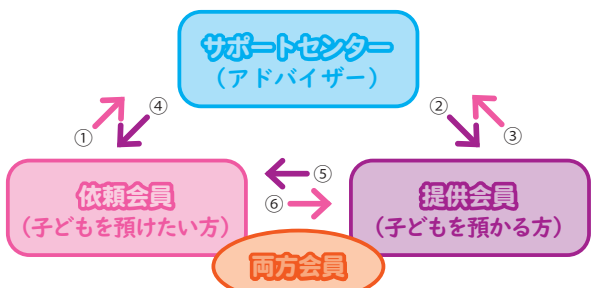 サポートセンター
（アドバイザー）
①
④
②
③
依頼会員
（子どもを預けたい方）
⑤
⑥
提供会員
（子どもを預かる方）
両方会員